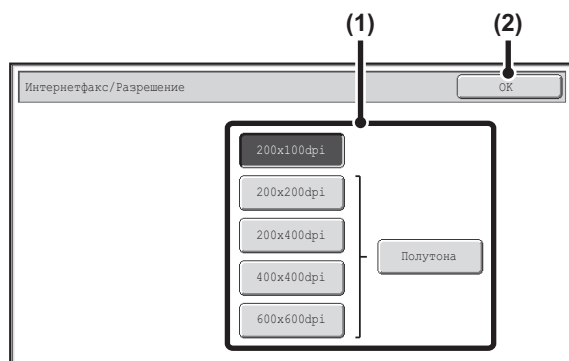 (1) (2)
Интернетфакс/Разрешение OK
200x100dpi
200x200dpi
200x400dpi
Полутона
400x400dpi
600x600dpi